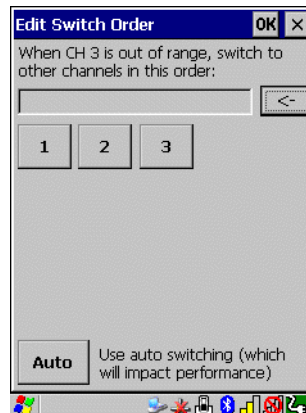 Edit Switch Order OK ×
When CH 3 is out of range, switch to
other channels in this order:
<-
1 2 3
Auto Use auto switching (which
will impact performance)